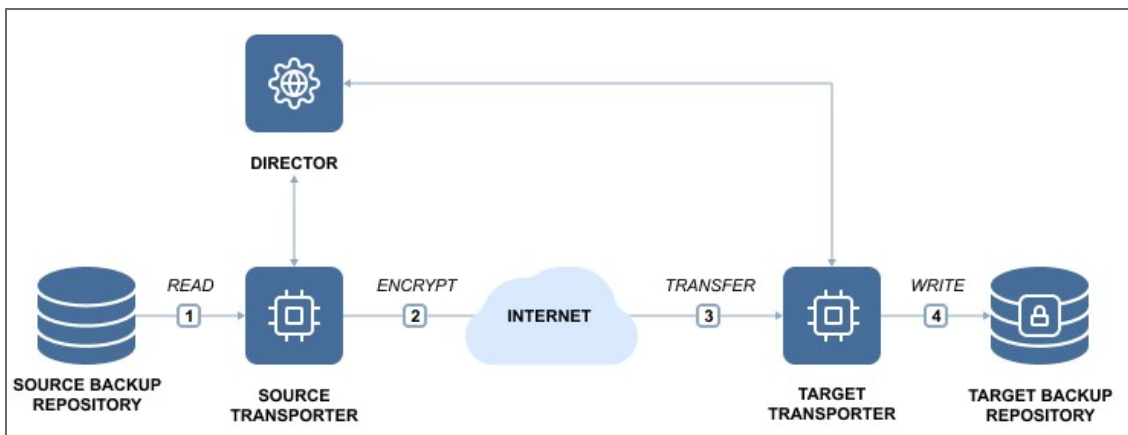 DIRECTOR
READ
1
ENCRYPT
2
INTERNET
TRANSFER
3
WRITE
4
SOURCE BACKUP
REPOSITORY
SOURCE
TRANSPORTER
TARGET
TRANSPORTER
TARGET BACKUP
REPOSITORY